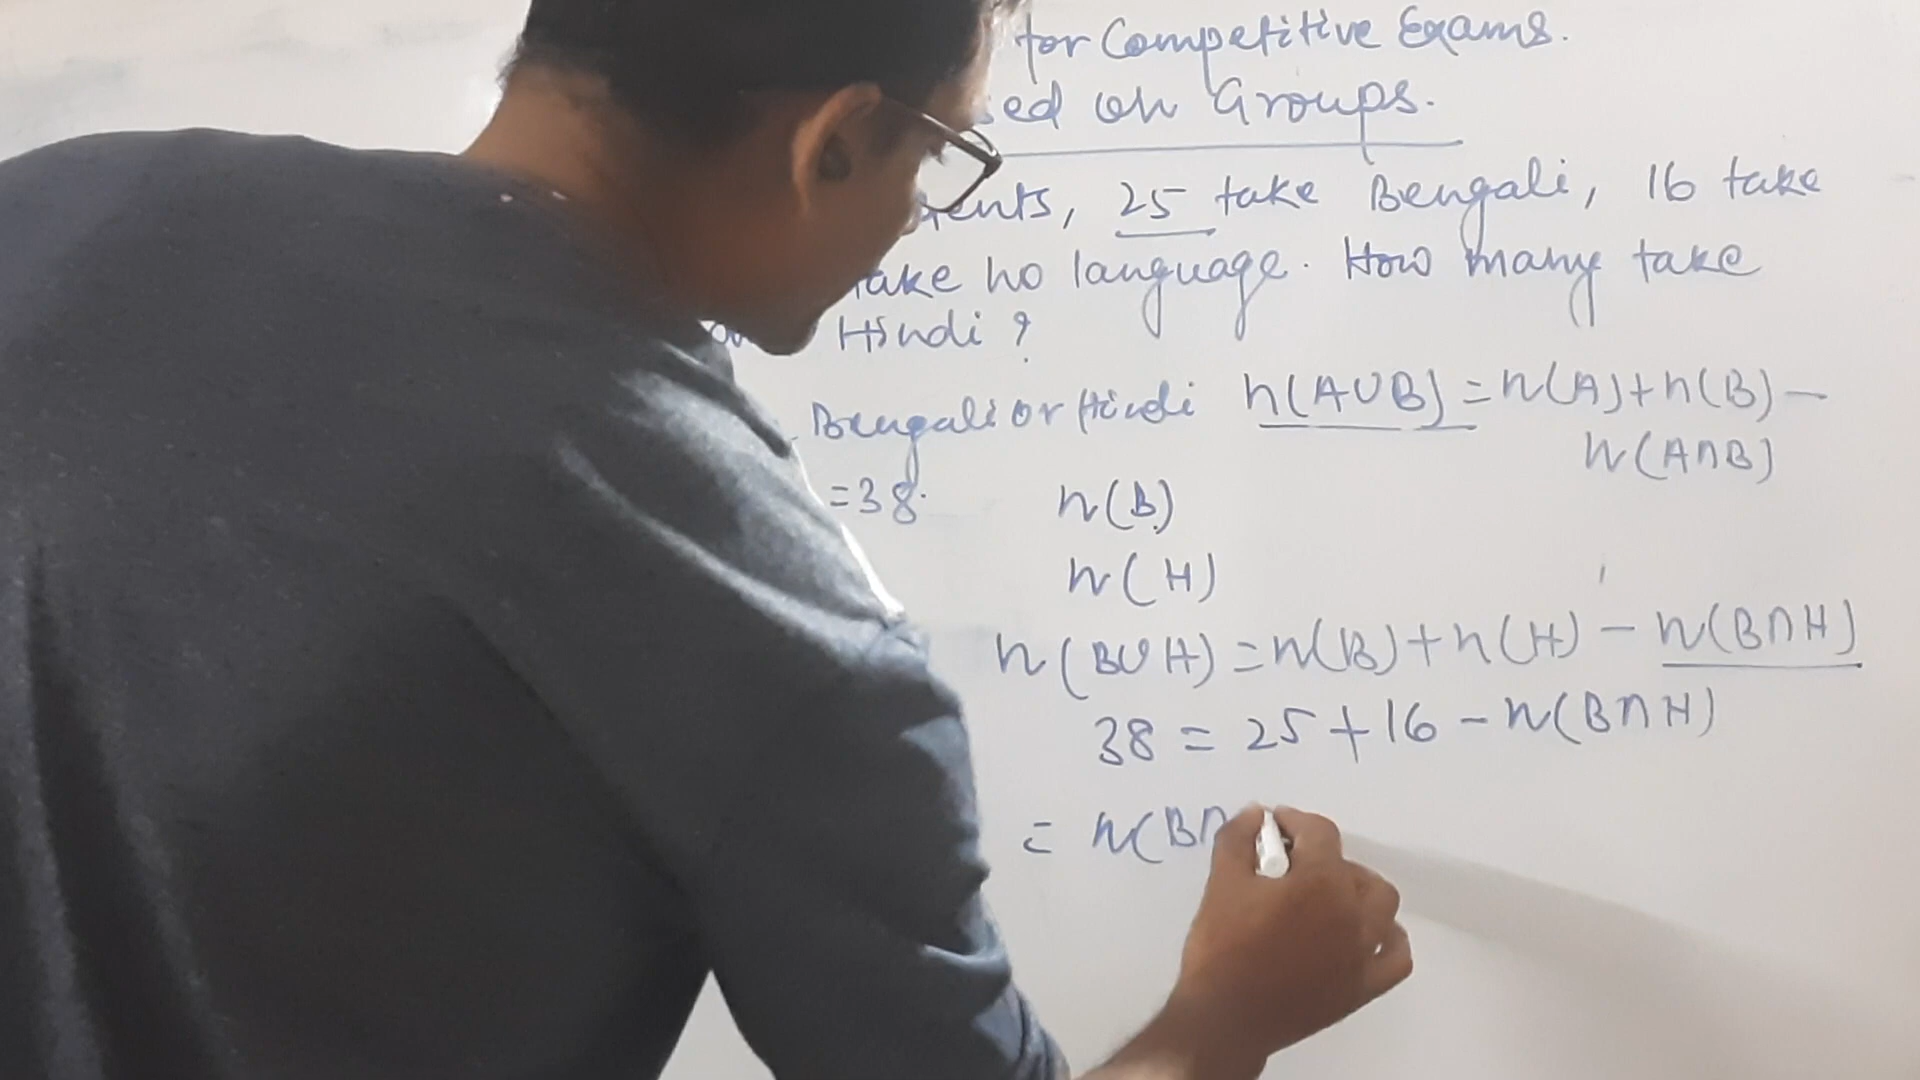 for Competitive Exams.
ed on Groups.
ents, 25 take Bengali, 16 take
take no language. How many take
Hindi ?
Bengali or Hindi n(A∪B) = n(A) + n(B) –
n(A∩B)
=38. n(B)
n(H)
n(B∪H) = n(B) + n(H) – n(B∩H)
38 = 25 + 16 – n(B∩H)
= n(B∩